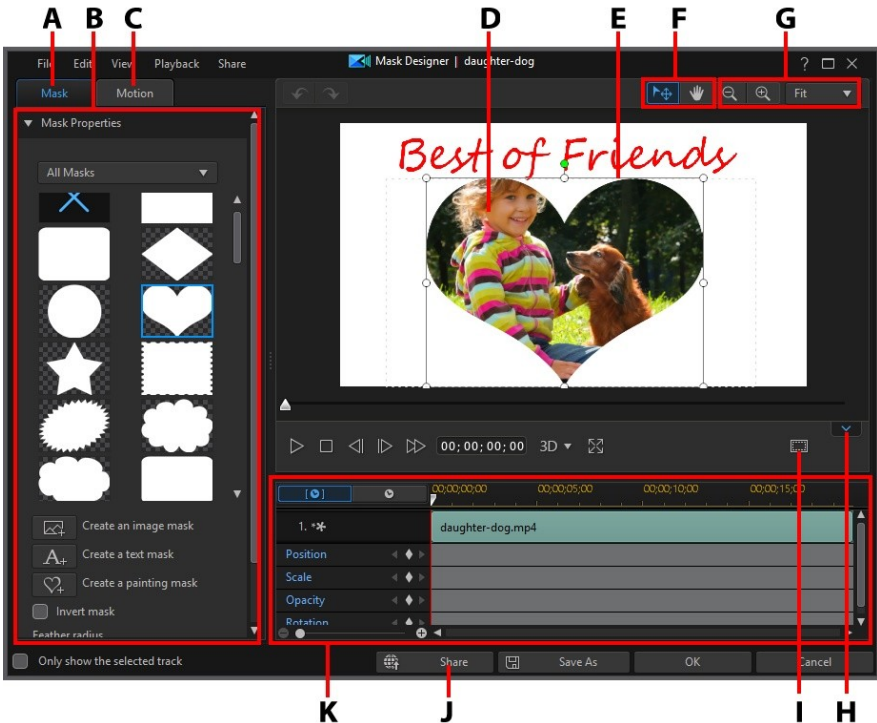 A B C D E F G
File Edit View Playback Share Mask Designer | daughter-dog ?
Mask Motion Fit
Mask Properties
All Masks
Best of Friends
00;00;00;00 3D
Create an image mask
A+ Create a text mask
Create a painting mask
Invert mask
Feather radius
00;00;00;00 00;00;05;00 00;00;10;00 00;00;15;00
1. daughter-dog.mp4
Position
Scale
Opacity
Rotation
Only show the selected track Share Save As OK Cancel
K J I H